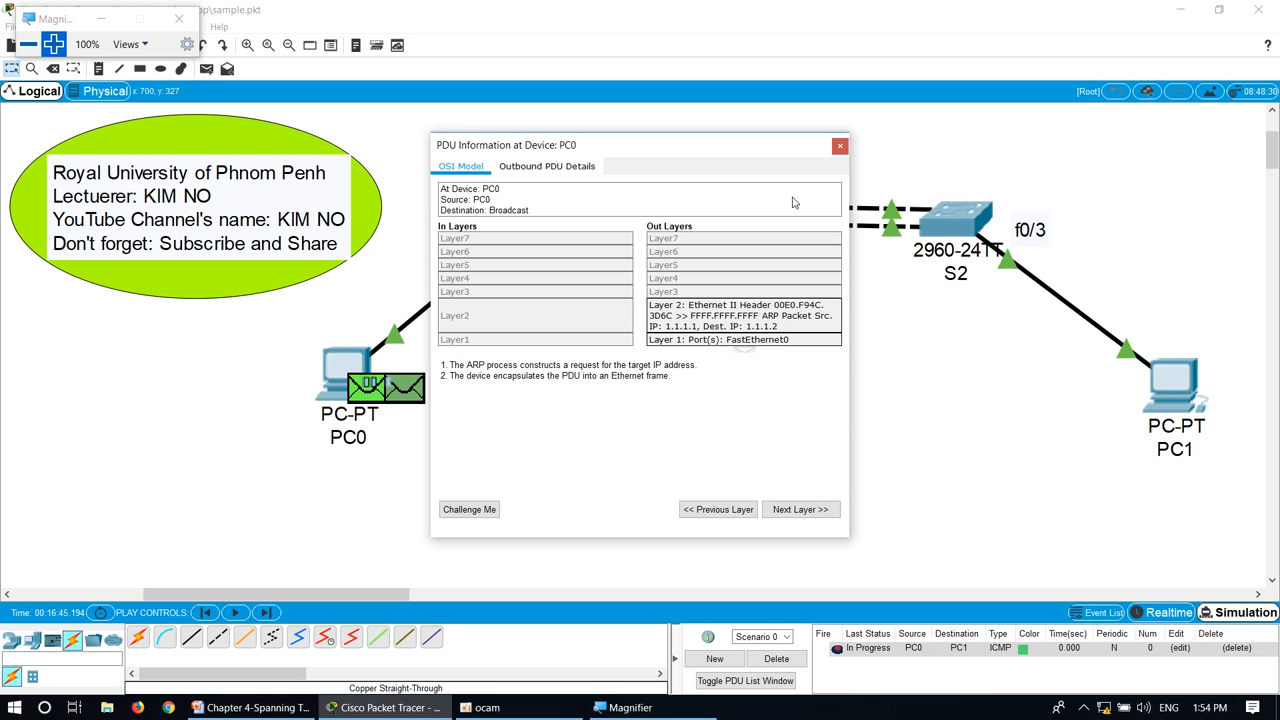 Magni...
\sample.pkt
100%
Views
Help
Logical
Physical
x: 700, y: 327
[Root]
08:48:30
Royal University of Phnom Penh
Lectuerer: KIM NO
YouTube Channel's name: KIM NO
Don't forget: Subscribe and Share
PDU Information at Device: PC0
OSI Model
Outbound PDU Details
At Device: PC0
Source: PC0
Destination: Broadcast
In Layers
Out Layers
Layer7
Layer7
Layer6
Layer6
Layer5
Layer5
Layer4
Layer4
Layer3
Layer3
Layer2
Layer 2: Ethernet II Header 00E0.F94C.
3D6C >> FFFF.FFFF.FFFF ARP Packet Src.
IP: 1.1.1.1, Dest. IP: 1.1.1.2
Layer1
Layer 1: Port(s): FastEthernet0
1. The ARP process constructs a request for the target IP address.
2. The device encapsulates the PDU into an Ethernet frame.
Challenge Me
<< Previous Layer
Next Layer >>
f0/3
2960-24TT
S2
PC-PT
PC0
PC-PT
PC1
Time: 00:16:45.194
PLAY CONTROLS:
Event List
Realtime
Simulation
Copper Straight-Through
Scenario 0
New
Delete
Toggle PDU List Window
Fire Last Status Source Destination Type Color Time(sec) Periodic Num Edit Delete
In Progress PC0 PC1 ICMP 0.000 N 0 (edit) (delete)
Chapter 4-Spanning T...
Cisco Packet Tracer - ...
ocam
Magnifier
ENG
1:54 PM